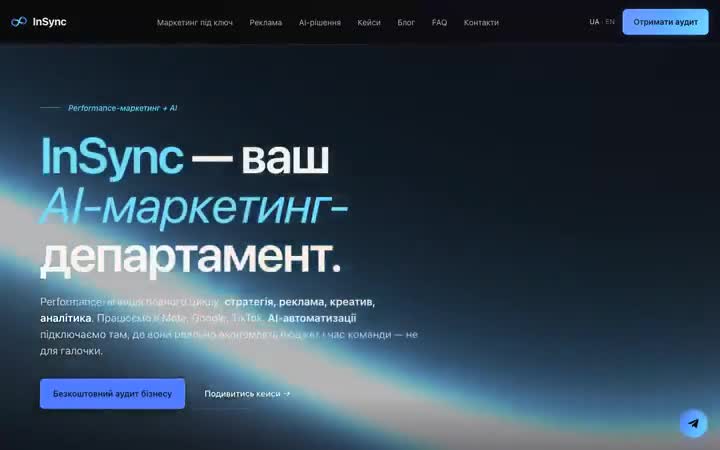 InSync
Маркетинг під ключ
Реклама
AI-рішення
Кейси
Блог
FAQ
Контакти
UA
EN
Отримати аудит
Performance-маркетинг + AI
InSync — ваш
AI-маркетинг-
департамент.
Performance-агенція повного циклу: стратегія, реклама, креатив,
аналітика. Працюємо в Meta, Google, TikTok. AI-автоматизації
підключаємо там, де вони реально економлять бюджет і час команди — не
для галочки.
Безкоштовний аудит бізнесу
Подивитись кейси →